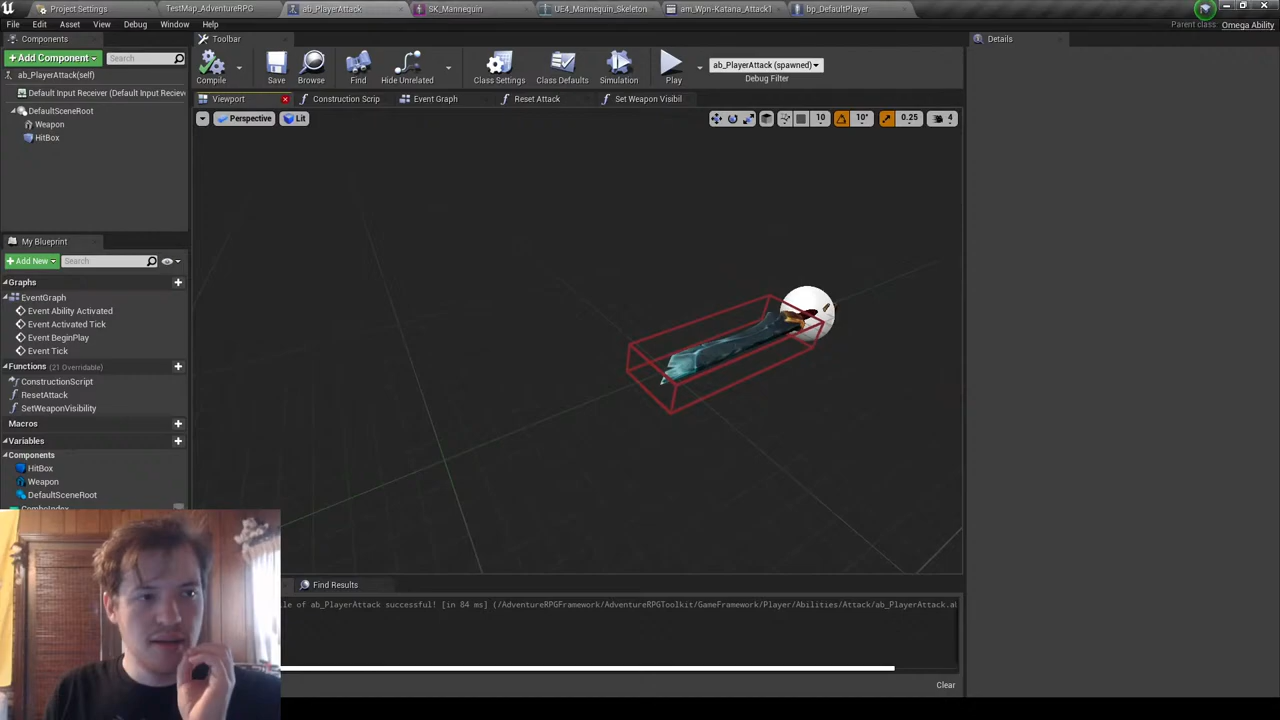 Project Settings
TestMap_AdventureRPG
ab_PlayerAttack
SK_Mannequin
UE4_Mannequin_Skeleton
am_Wpn-Katana_Attack1
bp_DefaultPlayer
File Edit Asset View Debug Window Help
Parent class: Omega Ability
Components
Toolbar
Details
+Add Component
Search
Compile
Save
Browse
Find
Hide Unrelated
Class Settings
Class Defaults
Simulation
Play
ab_PlayerAttack (spawned)
Debug Filter
ab_PlayerAttack(self)
Default Input Receiver (Default Input Receive
DefaultSceneRoot
Weapon
HitBox
Viewport
Construction Scrip
Event Graph
Reset Attack
Set Weapon Visibil
Perspective
Lit
10
10°
0.25
4
My Blueprint
+Add New
Search
Graphs
EventGraph
Event Ability Activated
Event Activated Tick
Event BeginPlay
Event Tick
Functions (21 Overridable)
ConstructionScript
ResetAttack
SetWeaponVisibility
Macros
Variables
Components
HitBox
Weapon
DefaultSceneRoot
Find Results
le of ab_PlayerAttack successful! [in 84 ms] (/AdventureRPGFramework/AdventureRPGToolkit/GameFramework/Player/Abilities/Attack/ab_PlayerAttack.ab
Clear